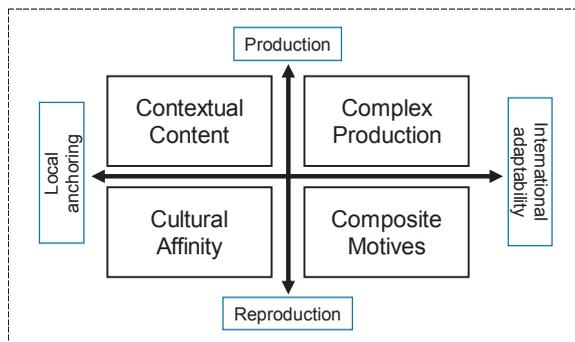 Production
Contextual
Content
Complex
Production
Local
anchoring
International
adaptability
Cultural
Affinity
Composite
Motives
Reproduction